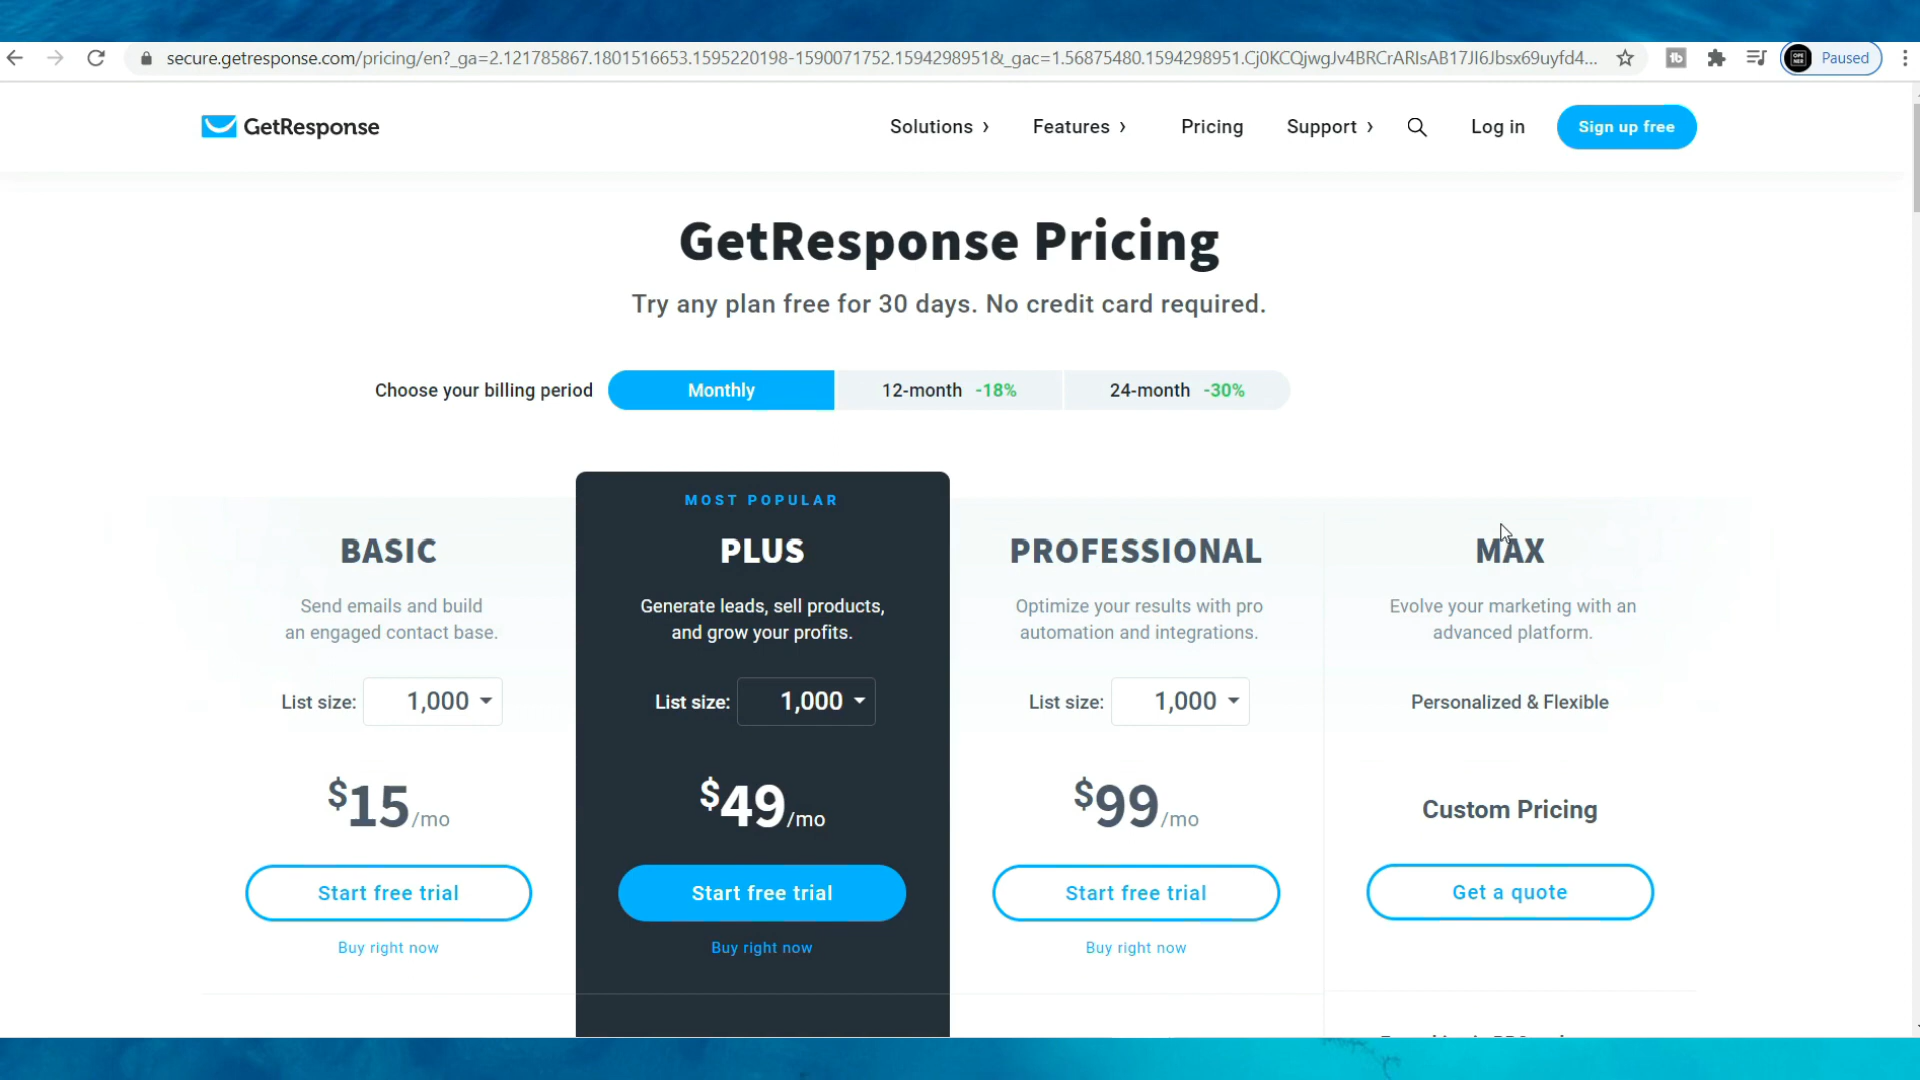 secure.getresponse.com/pricing/en?_ga=2.121785867.1801516653.1595220198-1590071752.1594298951&_gac=1.56875480.1594298951.Cj0KCQjwgJv4BRCrARIsAB17JI6Jbsx69uyfd4...
Paused
GetResponse
Solutions ›
Features ›
Pricing
Support ›
Log in
Sign up free
GetResponse Pricing
Try any plan free for 30 days. No credit card required.
Choose your billing period
Monthly
12-month -18%
24-month -30%
BASIC
Send emails and build
an engaged contact base.
List size: 1,000
$15/mo
Start free trial
Buy right now
MOST POPULAR
PLUS
Generate leads, sell products,
and grow your profits.
List size: 1,000
$49/mo
Start free trial
Buy right now
PROFESSIONAL
Optimize your results with pro
automation and integrations.
List size: 1,000
$99/mo
Start free trial
Buy right now
MAX
Evolve your marketing with an
advanced platform.
Personalized & Flexible
Custom Pricing
Get a quote